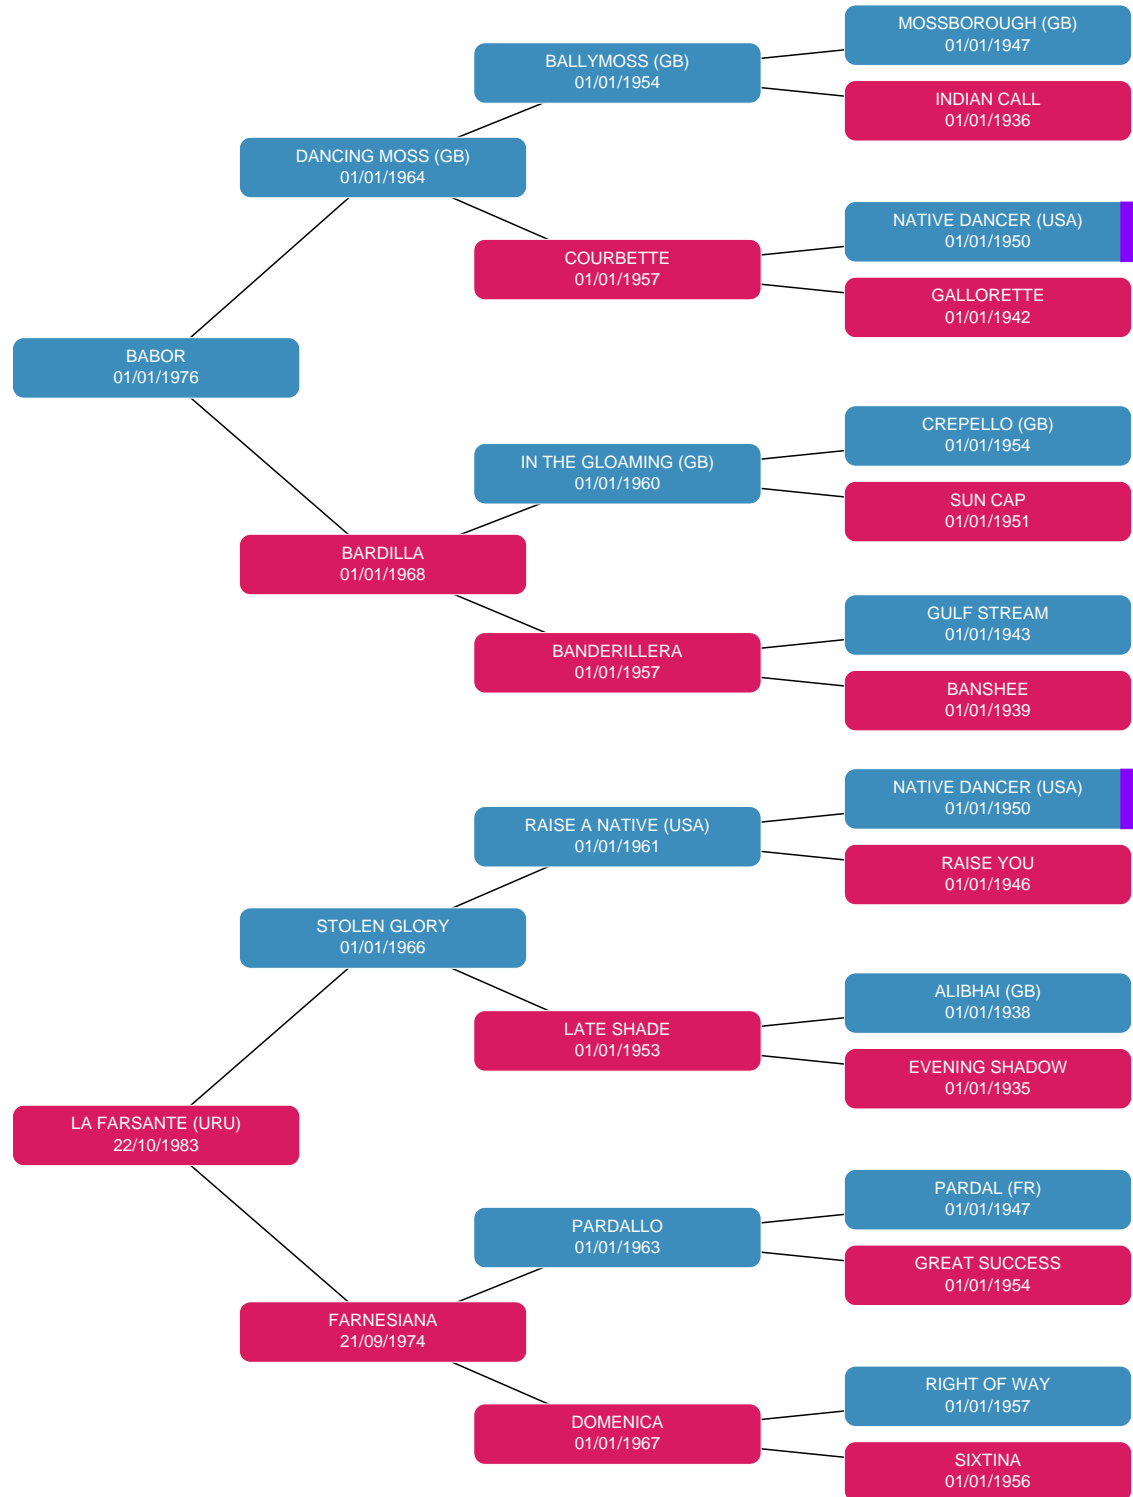 MOSSBOROUGH (GB)
01/01/1947
BALLYMOSS (GB)
01/01/1954
INDIAN CALL
01/01/1936
DANCING MOSS (GB)
01/01/1964
NATIVE DANCER (USA)
01/01/1950
COURBETTE
01/01/1957
GALLORETTE
01/01/1942
BABOR
01/01/1976
CREPELLO (GB)
01/01/1954
IN THE GLOAMING (GB)
01/01/1960
SUN CAP
01/01/1951
BARDILLA
01/01/1968
GULF STREAM
01/01/1943
BANDERILLERA
01/01/1957
BANSHEE
01/01/1939
NATIVE DANCER (USA)
01/01/1950
RAISE A NATIVE (USA)
01/01/1961
RAISE YOU
01/01/1946
STOLEN GLORY
01/01/1966
ALIBHAI (GB)
01/01/1938
LATE SHADE
01/01/1953
EVENING SHADOW
01/01/1935
LA FARSANTE (URU)
22/10/1983
PARDAL (FR)
01/01/1947
PARDALLO
01/01/1963
GREAT SUCCESS
01/01/1954
FARNESIANA
21/09/1974
RIGHT OF WAY
01/01/1957
DOMENICA
01/01/1967
SIXTINA
01/01/1956